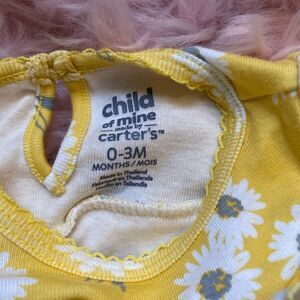 child
of mine
made by
carter's™
0-3M
MONTHS / MOIS
Made in Thailand
Fabriqué en Thaïlande
Hecho en Tailandia